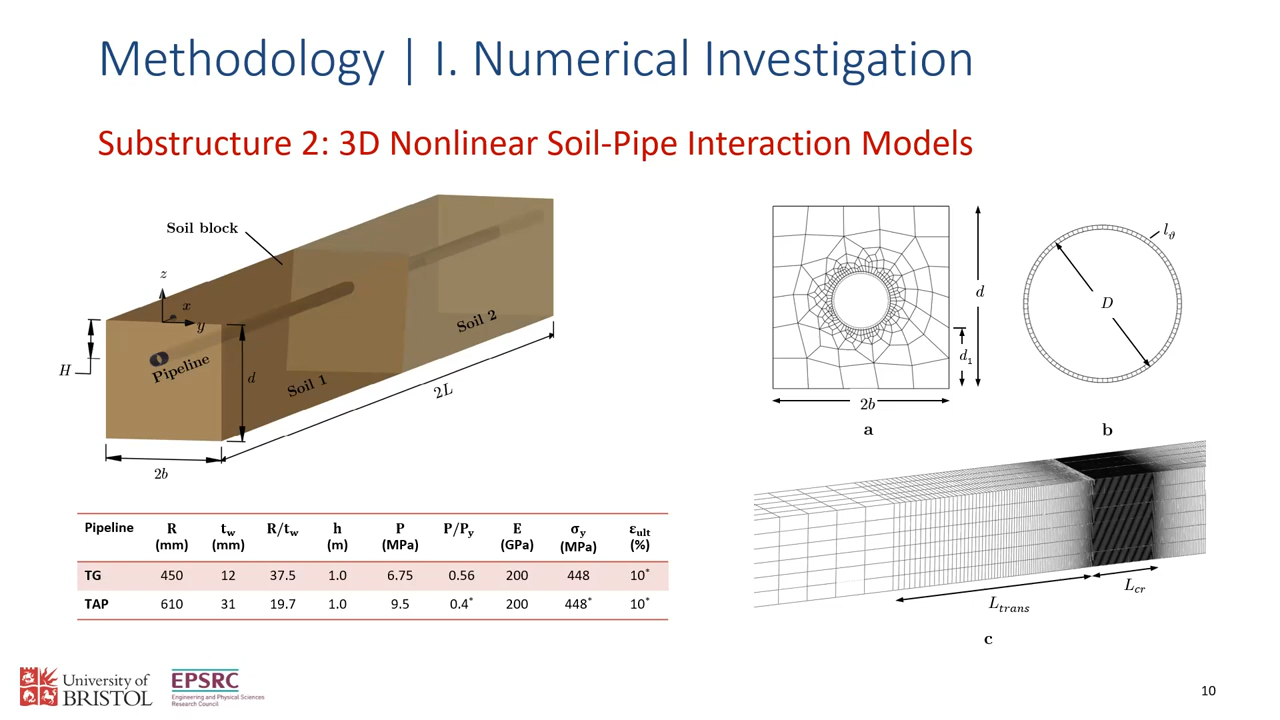 Methodology | I. Numerical Investigation
Substructure 2: 3D Nonlinear Soil-Pipe Interaction Models
Soil block
z
x
y
H
Pipeline
d
Soil 1
Soil 2
2L
2b
d
d₁
2b
a
l_ϑ
D
b
L_trans
L_cr
c
Pipeline R t_w R/t_w h P P/P_y E σ_y ε_ult
(mm) (mm) (m) (MPa) (GPa) (MPa) (%)
TG 450 12 37.5 1.0 6.75 0.56 200 448 10*
TAP 610 31 19.7 1.0 9.5 0.4* 200 448* 10*
University of
BRISTOL
EPSRC
Engineering and Physical Sciences
Research Council
10